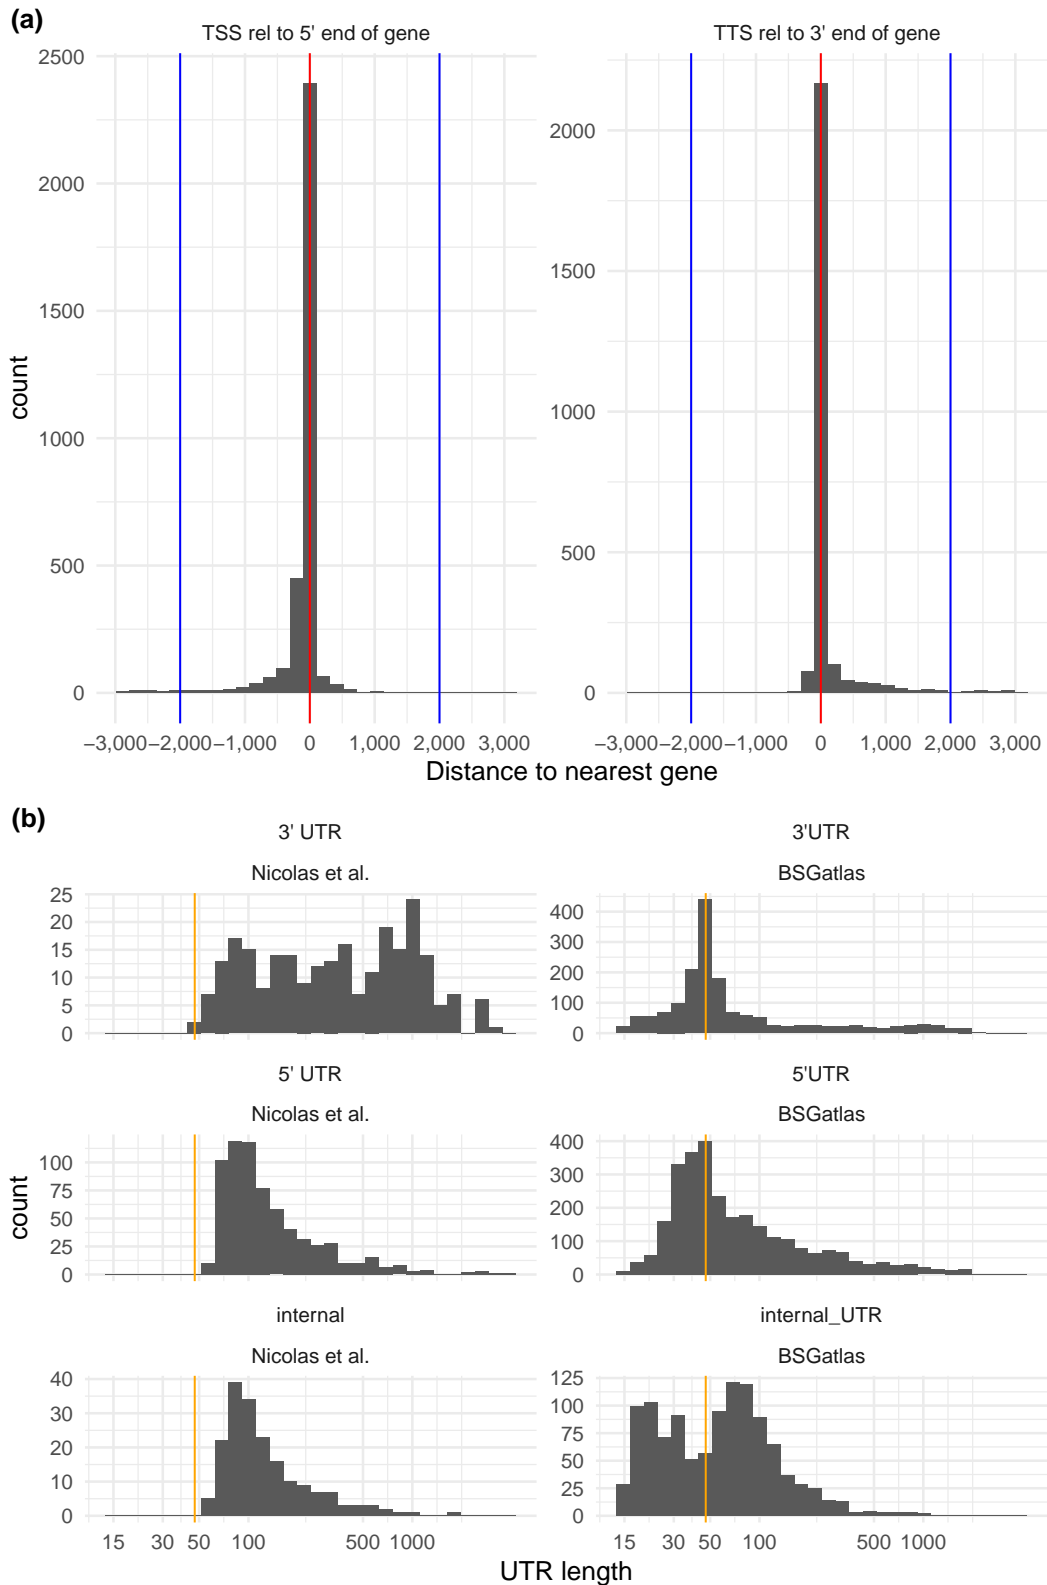 (a)
TSS rel to 5' end of gene
TTS rel to 3' end of gene
2500
2000
1500
1000
500
0
2000
1500
1000
500
0
count
−3,000 −2,000 −1,000 0 1,000 2,000 3,000
−3,000 −2,000 −1,000 0 1,000 2,000 3,000
Distance to nearest gene
(b)
3' UTR
3'UTR
Nicolas et al.
BSGatlas
25
20
15
10
5
0
400
300
200
100
0
5' UTR
5'UTR
Nicolas et al.
BSGatlas
100
75
50
25
0
400
300
200
100
0
count
internal
internal_UTR
Nicolas et al.
BSGatlas
40
30
20
10
0
125
100
75
50
25
0
15 30 50 100 500 1000
15 30 50 100 500 1000
UTR length